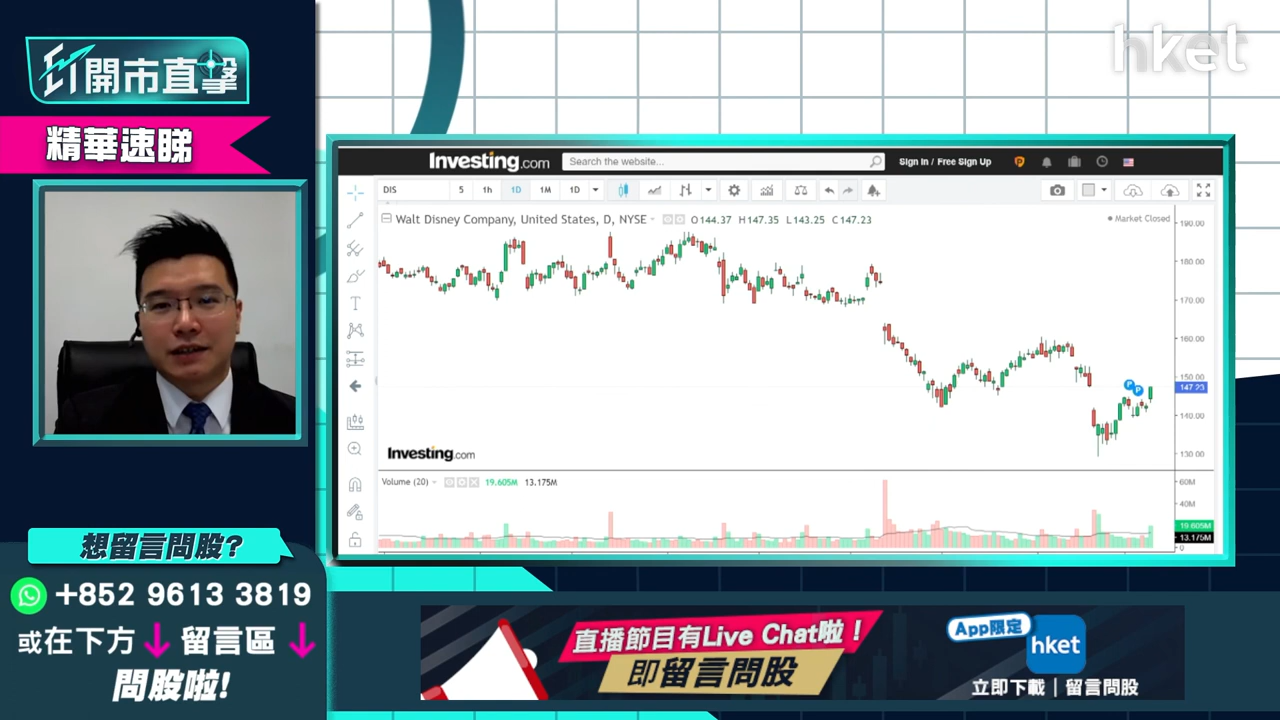 hket
ET開市直擊
精華速睇
Investing.com
Search the website...
Sign In / Free Sign Up
DIS
5
1h
1D
1M
1D
Walt Disney Company, United States, D, NYSE
O144.37 H147.35 L143.25 C147.23
Market Closed
190.00
180.00
170.00
160.00
150.00
147.23
140.00
130.00
T
P
P
Investing.com
Volume (20)
19.605M 13.175M
60M
40M
19.605M
13.175M
0
想留言問股?
+852 9613 3819
或在下方 留言區
問股啦!
直播節目有Live Chat啦！
即留言問股
App限定
hket
立即下載｜留言問股